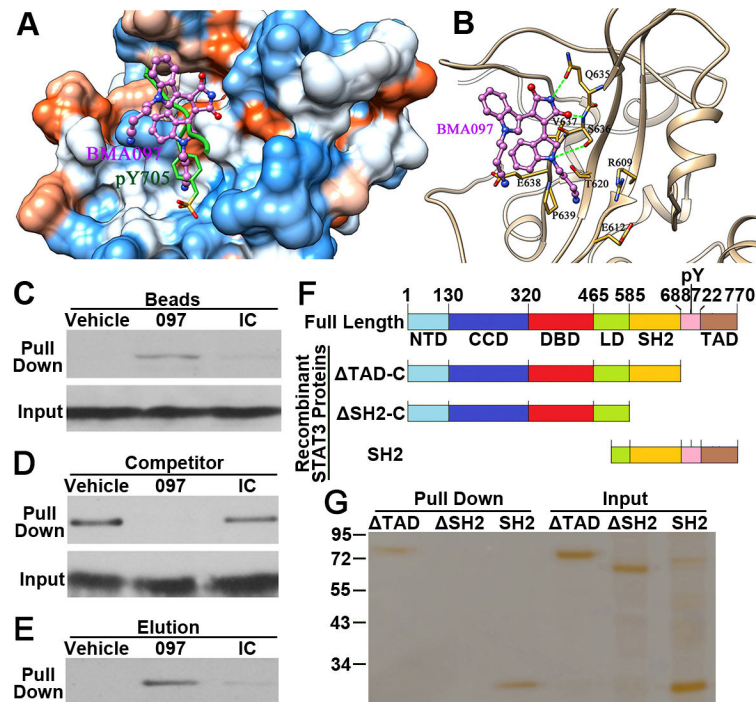 A
BMA097
pY705
B
Q635
BMA097
V637
S636
E638
T620
R609
P639
E612
C
Beads
Vehicle 097 IC
Pull Down
Input
D
Competitor
Vehicle 097 IC
Pull Down
Input
E
Elution
Vehicle 097 IC
Pull Down
F
pY
1 130 320 465 585 688 722 770
Full Length
NTD CCD DBD LD SH2 TAD
Recombinant
STAT3 Proteins
ΔTAD-C
ΔSH2-C
SH2
G
Pull Down Input
ΔTAD ΔSH2 SH2 ΔTAD ΔSH2 SH2
95
72
55
43
34